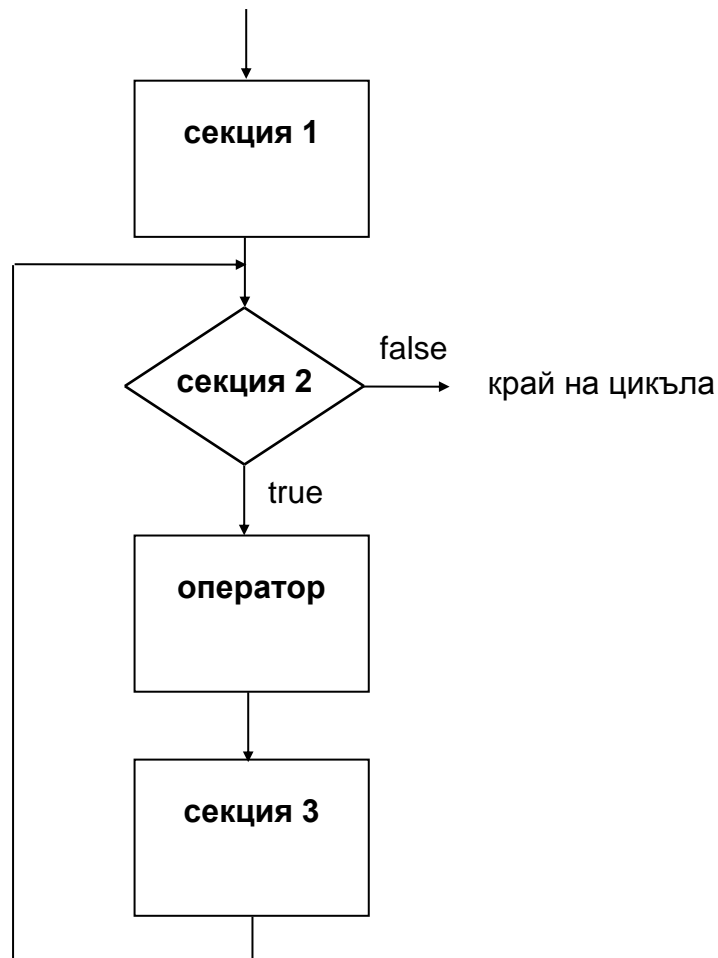 секция 1
секция 2
false
край на цикъла
true
оператор
секция 3